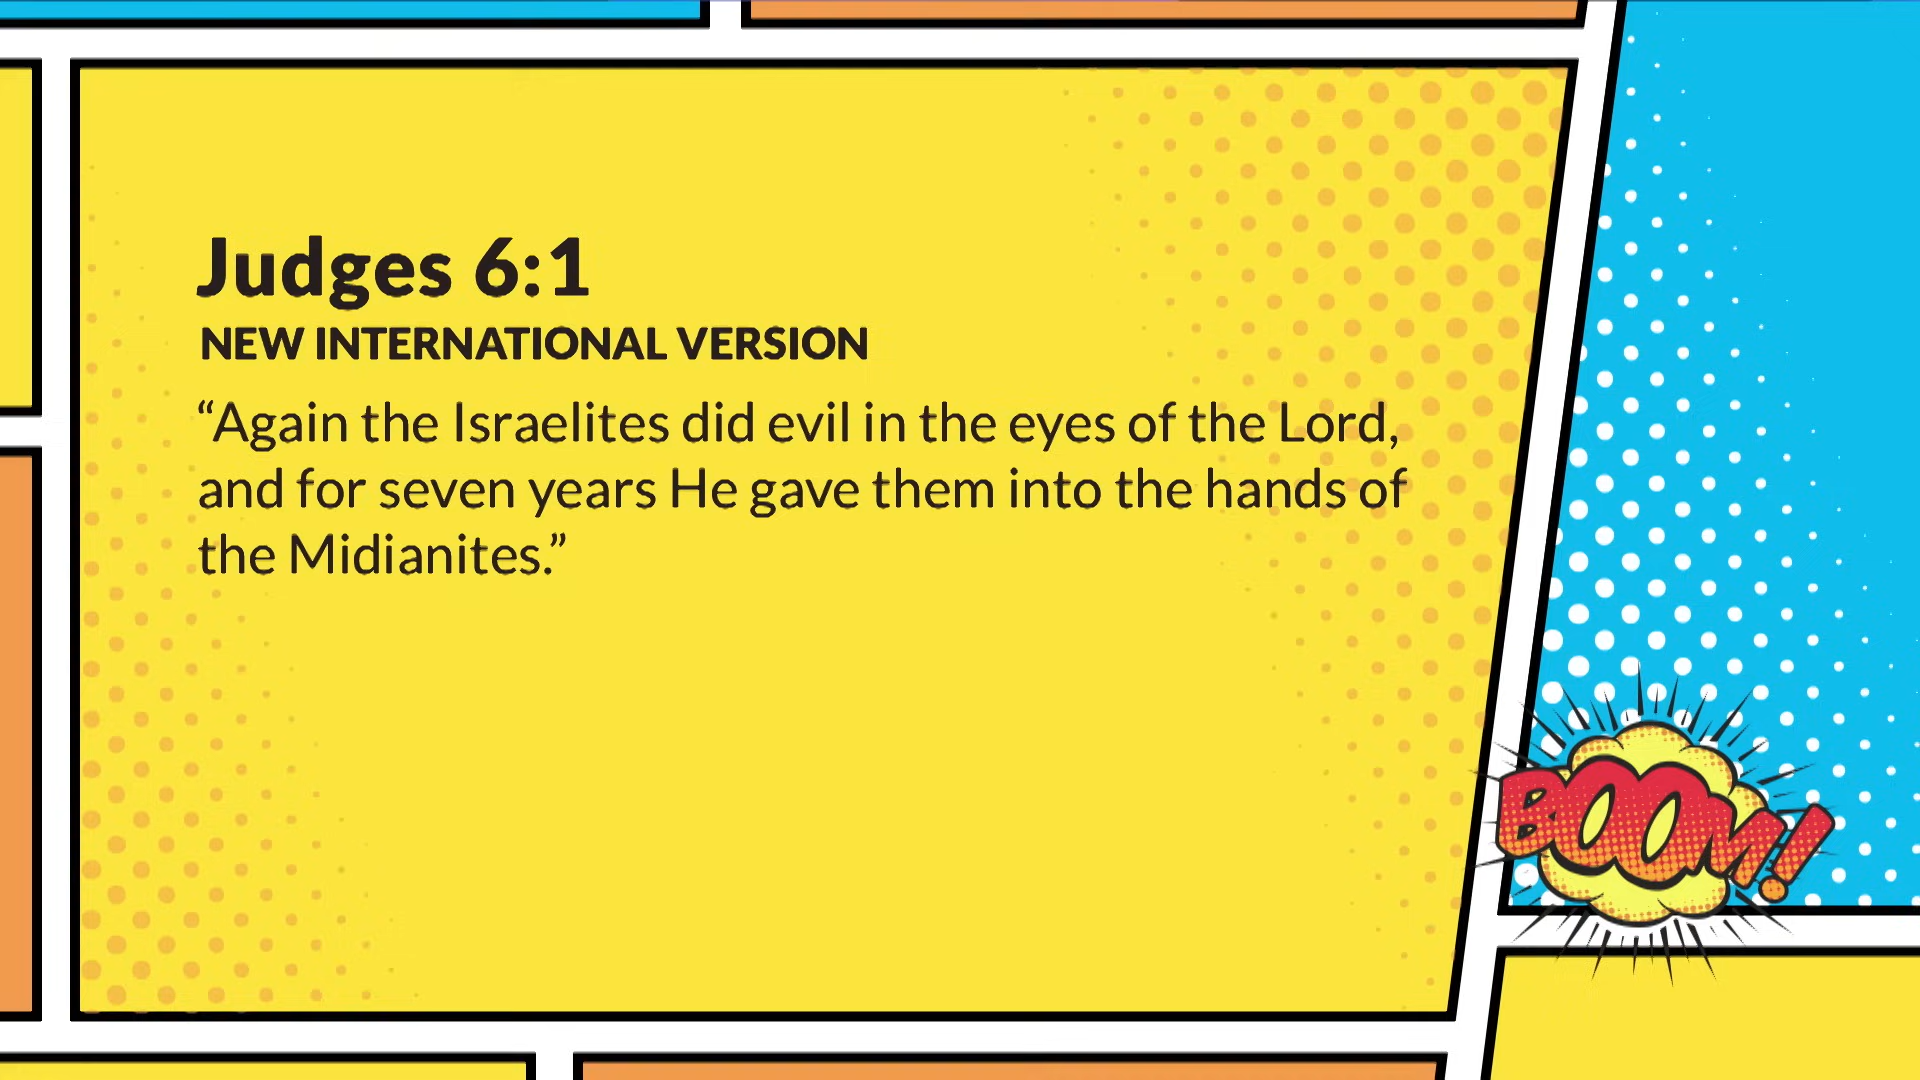 Judges 6:1
NEW INTERNATIONAL VERSION
“Again the Israelites did evil in the eyes of the Lord,
and for seven years He gave them into the hands of
the Midianites.”
BOOM!